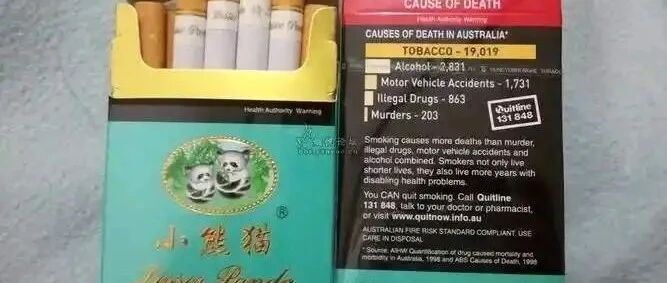 Health Authority Warning
小熊猫
®
Lesser Panda
CAUSE OF DEATH
Health Authority Warning
CAUSES OF DEATH IN AUSTRALIA*
TOBACCO - 19,019
Alcohol - 2,831
Motor Vehicle Accidents - 1,731
Illegal Drugs - 863
Murders - 203
Quitline
131 848
Smoking causes more deaths than murder,
illegal drugs, motor vehicle accidents and
alcohol combined. Smokers not only live
shorter lives, they also live more years with
disabling health problems.
You CAN quit smoking. Call Quitline
131 848, talk to your doctor or pharmacist,
or visit www.quitnow.info.au
AUSTRALIAN FIRE RISK STANDARD COMPLIANT. USE
CARE IN DISPOSAL
* Source: AIHW Quantification of drug caused mortality and
morbidity in Australia, 1998 and ABS Causes of Death, 1998